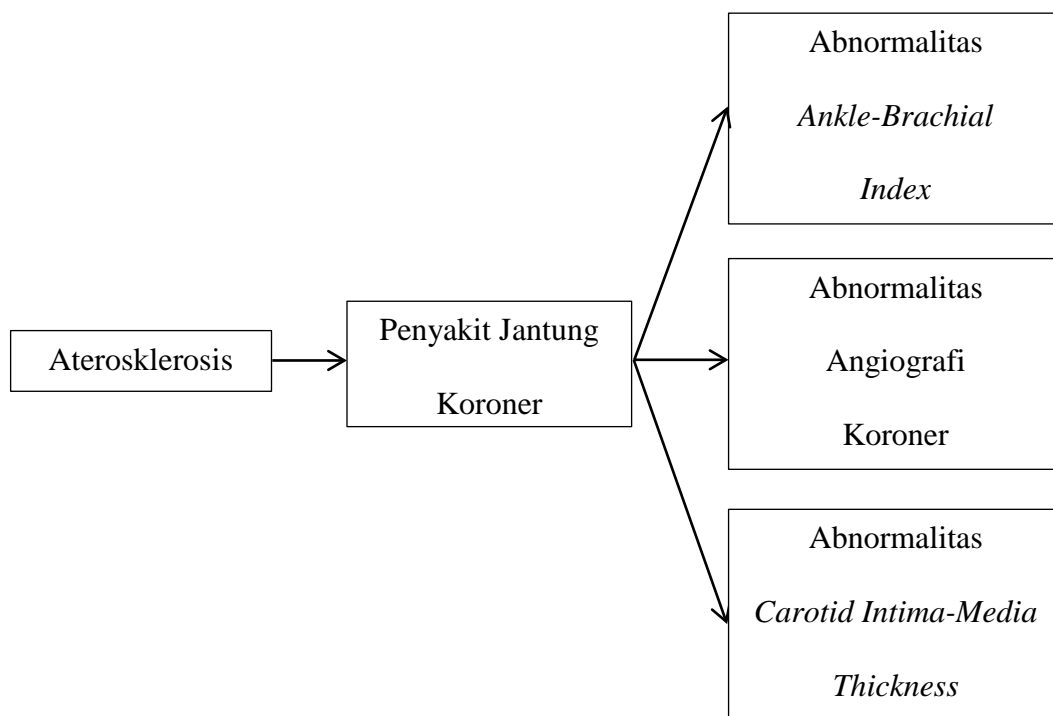 Aterosklerosis
Penyakit Jantung
Koroner
Abnormalitas
Ankle-Brachial
Index
Abnormalitas
Angiografi
Koroner
Abnormalitas
Carotid Intima-Media
Thickness